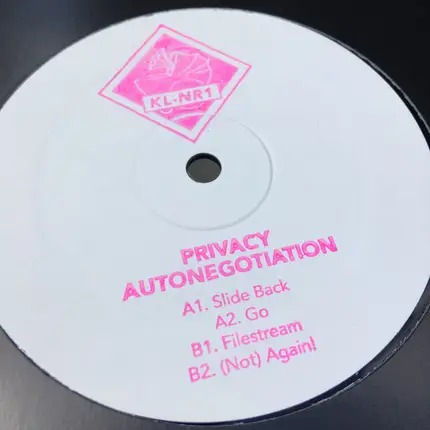 KL-NR1
PRIVACY
AUTONEGOTIATION
A1. Slide Back
A2. Go
B1. Filestream
B2. (Not) Again!